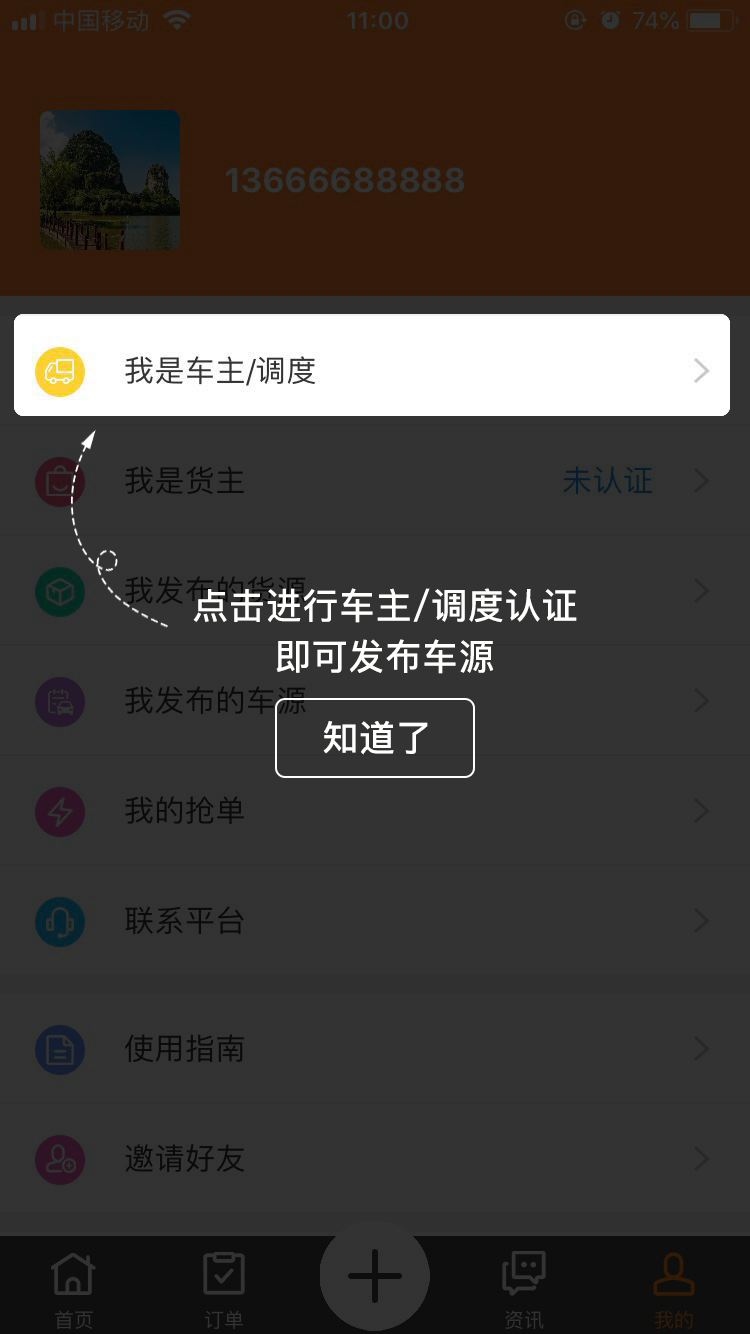 中国移动
11:00
74%
13666688888
我是车主/调度
我是货主
未认证
我发布的货源
点击进行车主/调度认证
即可发布车源
我发布的车源
知道了
我的抢单
联系平台
使用指南
邀请好友
首页
订单
资讯
我的